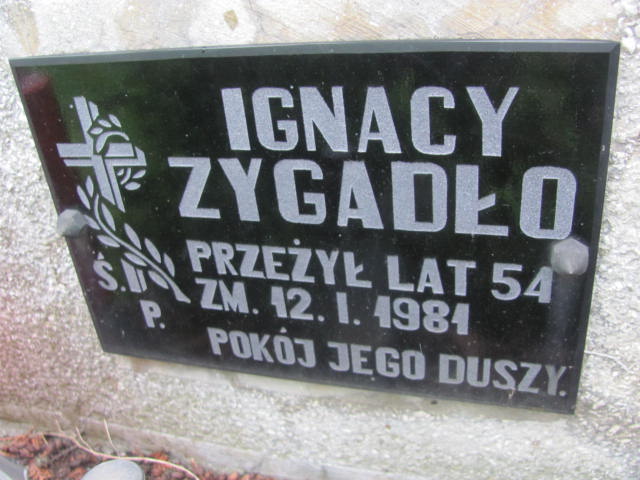 IGNACY
ZYGADŁO
PRZEŻYŁ LAT 54
Ś. ZM. 12. I. 1981
P. POKÓJ JEGO DUSZY.